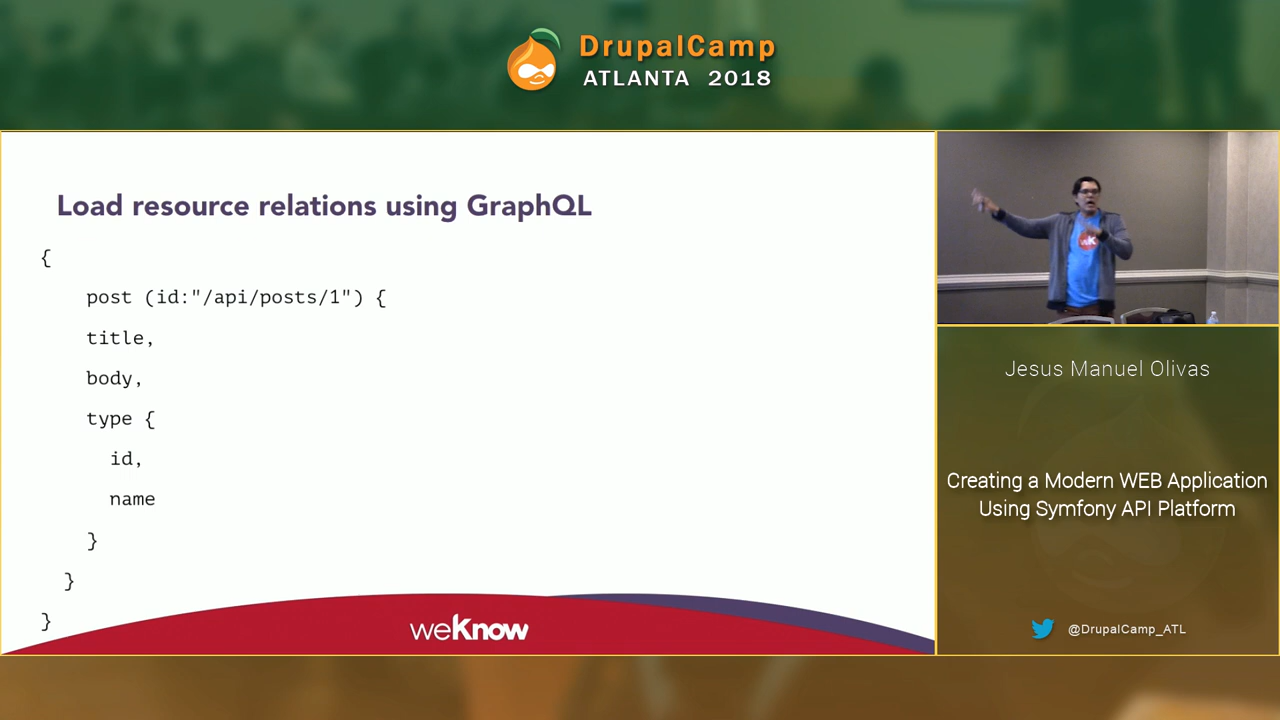 DrupalCamp
ATLANTA 2018
Load resource relations using GraphQL
{
post (id:"/api/posts/1") {
title,
body,
type {
id,
name
}
}
}
weKnow
wk
Jesus Manuel Olivas
Creating a Modern WEB Application
Using Symfony API Platform
@DrupalCamp_ATL